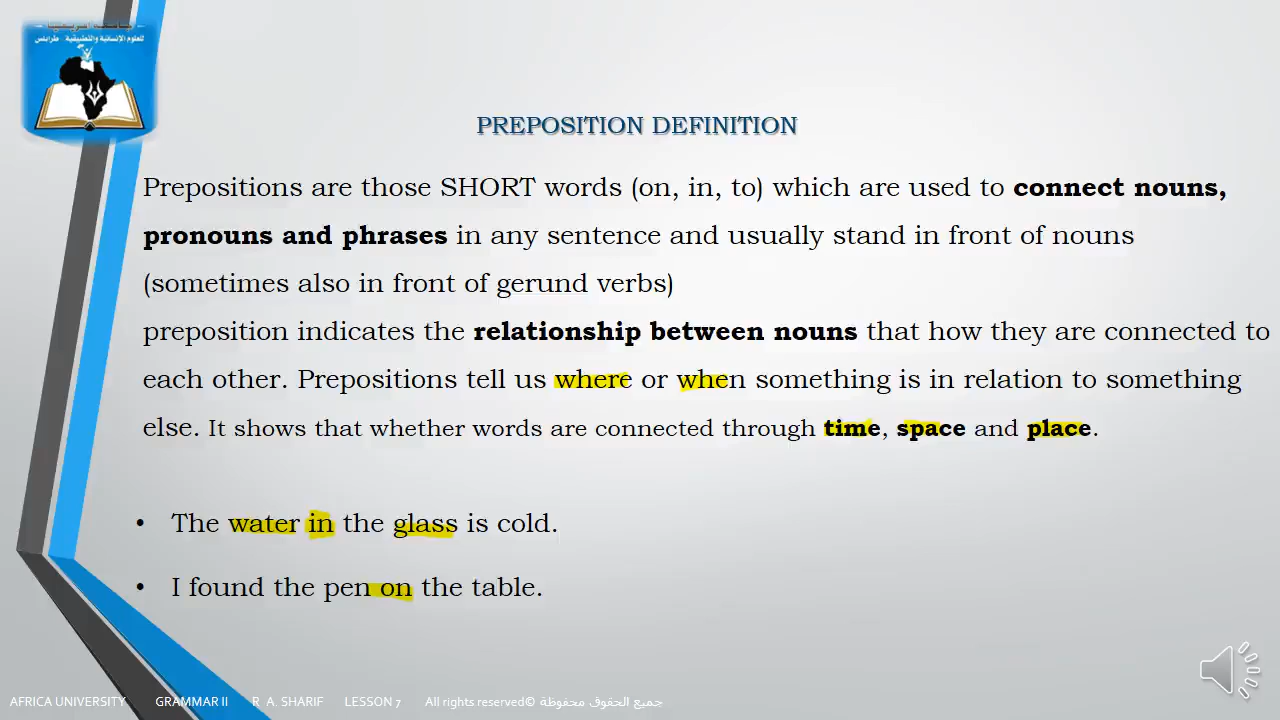 للعلوم الإنسانية والتطبيقية طرابلس
PREPOSITION DEFINITION
Prepositions are those SHORT words (on, in, to) which are used to connect nouns,
pronouns and phrases in any sentence and usually stand in front of nouns
(sometimes also in front of gerund verbs)
preposition indicates the relationship between nouns that how they are connected to
each other. Prepositions tell us where or when something is in relation to something
else. It shows that whether words are connected through time, space and place.
• The water in the glass is cold.
• I found the pen on the table.
AFRICA UNIVERSITY GRAMMAR II R A. SHARIF LESSON 7 All rights reserved© جميع الحقوق محفوظة